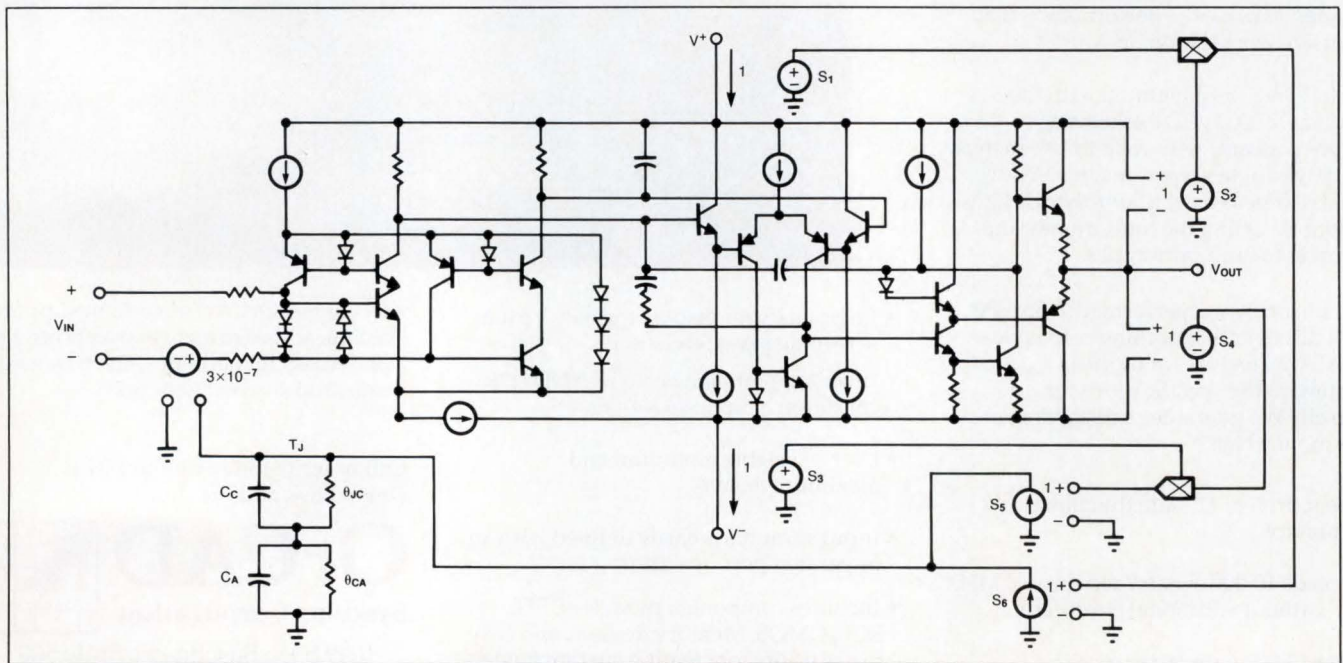 V+
1
S1
1
+
−
S2
+
VIN
−
− +
3×10⁻⁷
VOUT
+
−
S4
TJ
CC
θJC
CA
θCA
1
S3
V−
S5
1+
−
S6
1+
−